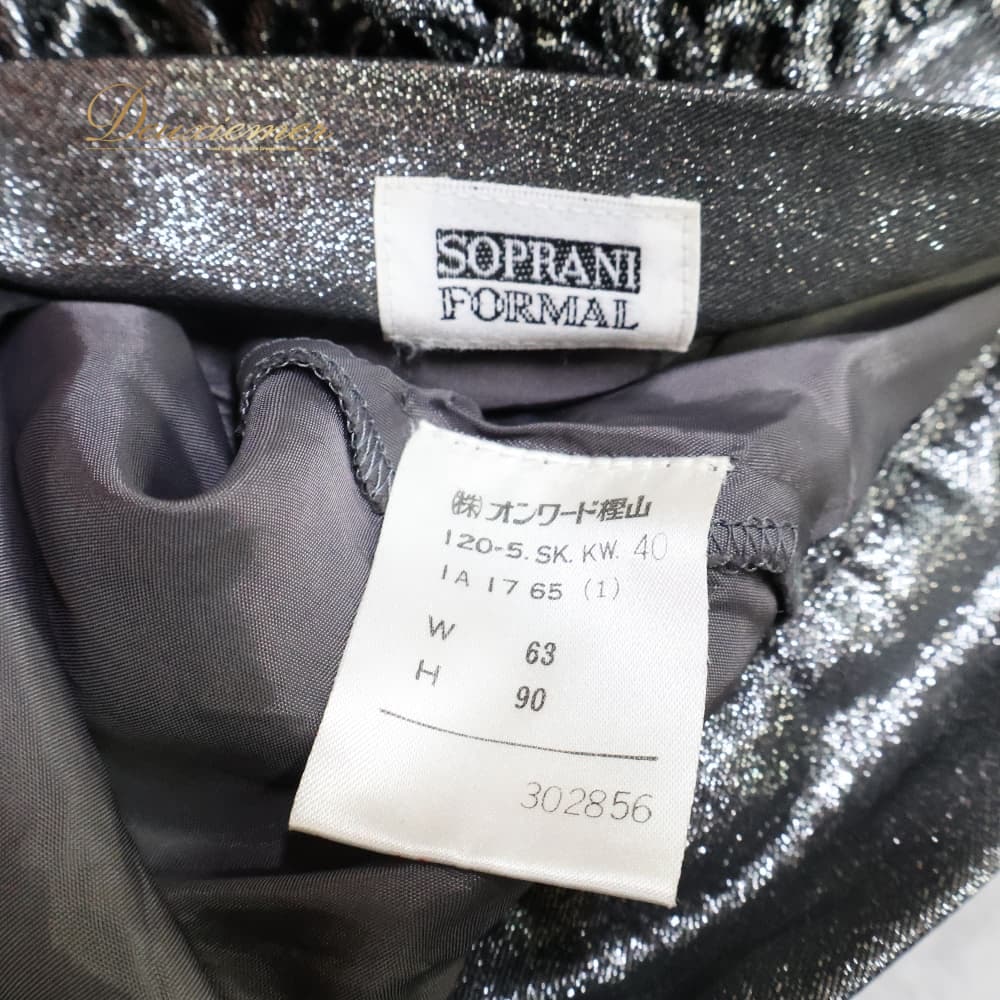 Deuxiemer
SOPRANI
FORMAL
㈱オンワード樫山
120-5. SK. KW. 40
1A 17 65 (1)
W 63
H 90
302856